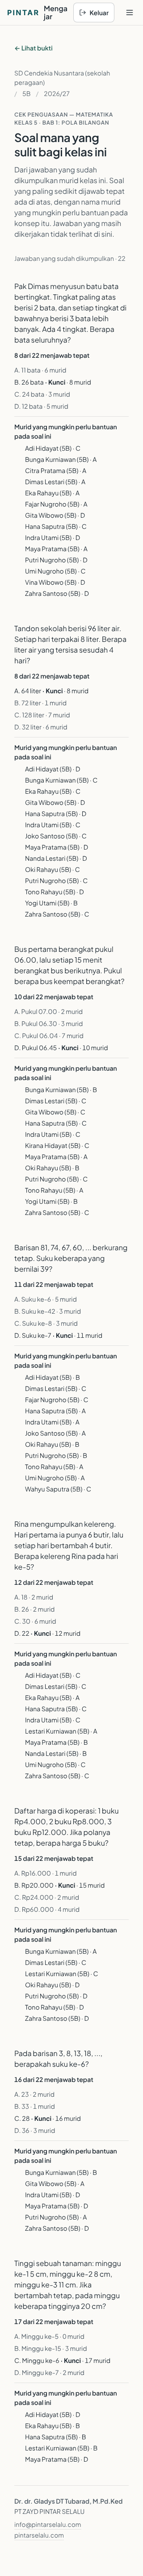 PINTAR
Menga
jar
Keluar
← Lihat bukti
SD Cendekia Nusantara (sekolah
peragaan)
/ 5B / 2026/27
CEK PENGUASAAN — MATEMATIKA
KELAS 5 · BAB 1: POLA BILANGAN
Soal mana yang
sulit bagi kelas ini
Dari jawaban yang sudah
dikumpulkan murid kelas ini. Soal
yang paling sedikit dijawab tepat
ada di atas, dengan nama murid
yang mungkin perlu bantuan pada
konsep itu. Jawaban yang masih
dikerjakan tidak terlihat di sini.
Jawaban yang sudah dikumpulkan · 22
Pak Dimas menyusun batu bata
bertingkat. Tingkat paling atas
berisi 2 bata, dan setiap tingkat di
bawahnya berisi 3 bata lebih
banyak. Ada 4 tingkat. Berapa
bata seluruhnya?
8 dari 22 menjawab tepat
A. 11 bata · 6 murid
B. 26 bata · Kunci · 8 murid
C. 24 bata · 3 murid
D. 12 bata · 5 murid
Murid yang mungkin perlu bantuan
pada soal ini
Adi Hidayat (5B) · C
Bunga Kurniawan (5B) · A
Citra Pratama (5B) · A
Dimas Lestari (5B) · A
Eka Rahayu (5B) · A
Fajar Nugroho (5B) · A
Gita Wibowo (5B) · D
Hana Saputra (5B) · C
Indra Utami (5B) · D
Maya Pratama (5B) · A
Putri Nugroho (5B) · D
Umi Nugroho (5B) · C
Vina Wibowo (5B) · D
Zahra Santoso (5B) · D
Tandon sekolah berisi 96 liter air.
Setiap hari terpakai 8 liter. Berapa
liter air yang tersisa sesudah 4
hari?
8 dari 22 menjawab tepat
A. 64 liter · Kunci · 8 murid
B. 72 liter · 1 murid
C. 128 liter · 7 murid
D. 32 liter · 6 murid
Murid yang mungkin perlu bantuan
pada soal ini
Adi Hidayat (5B) · D
Bunga Kurniawan (5B) · C
Eka Rahayu (5B) · C
Gita Wibowo (5B) · D
Hana Saputra (5B) · D
Indra Utami (5B) · C
Joko Santoso (5B) · C
Maya Pratama (5B) · D
Nanda Lestari (5B) · D
Oki Rahayu (5B) · C
Putri Nugroho (5B) · C
Tono Rahayu (5B) · D
Yogi Utami (5B) · B
Zahra Santoso (5B) · C
Bus pertama berangkat pukul
06.00, lalu setiap 15 menit
berangkat bus berikutnya. Pukul
berapa bus keempat berangkat?
10 dari 22 menjawab tepat
A. Pukul 07.00 · 2 murid
B. Pukul 06.30 · 3 murid
C. Pukul 06.04 · 7 murid
D. Pukul 06.45 · Kunci · 10 murid
Murid yang mungkin perlu bantuan
pada soal ini
Bunga Kurniawan (5B) · B
Dimas Lestari (5B) · C
Gita Wibowo (5B) · C
Hana Saputra (5B) · C
Indra Utami (5B) · C
Kirana Hidayat (5B) · C
Maya Pratama (5B) · A
Oki Rahayu (5B) · B
Putri Nugroho (5B) · C
Tono Rahayu (5B) · A
Yogi Utami (5B) · B
Zahra Santoso (5B) · C
Barisan 81, 74, 67, 60, ... berkurang
tetap. Suku keberapa yang
bernilai 39?
11 dari 22 menjawab tepat
A. Suku ke-6 · 5 murid
B. Suku ke-42 · 3 murid
C. Suku ke-8 · 3 murid
D. Suku ke-7 · Kunci · 11 murid
Murid yang mungkin perlu bantuan
pada soal ini
Adi Hidayat (5B) · B
Dimas Lestari (5B) · C
Fajar Nugroho (5B) · C
Hana Saputra (5B) · A
Indra Utami (5B) · A
Joko Santoso (5B) · A
Oki Rahayu (5B) · B
Putri Nugroho (5B) · B
Tono Rahayu (5B) · A
Umi Nugroho (5B) · A
Wahyu Saputra (5B) · C
Rina mengumpulkan kelereng.
Hari pertama ia punya 6 butir, lalu
setiap hari bertambah 4 butir.
Berapa kelereng Rina pada hari
ke-5?
12 dari 22 menjawab tepat
A. 18 · 2 murid
B. 26 · 2 murid
C. 30 · 6 murid
D. 22 · Kunci · 12 murid
Murid yang mungkin perlu bantuan
pada soal ini
Adi Hidayat (5B) · C
Dimas Lestari (5B) · C
Eka Rahayu (5B) · A
Hana Saputra (5B) · C
Indra Utami (5B) · C
Lestari Kurniawan (5B) · A
Maya Pratama (5B) · B
Nanda Lestari (5B) · B
Umi Nugroho (5B) · C
Zahra Santoso (5B) · C
Daftar harga di koperasi: 1 buku
Rp4.000, 2 buku Rp8.000, 3
buku Rp12.000. Jika polanya
tetap, berapa harga 5 buku?
15 dari 22 menjawab tepat
A. Rp16.000 · 1 murid
B. Rp20.000 · Kunci · 15 murid
C. Rp24.000 · 2 murid
D. Rp60.000 · 4 murid
Murid yang mungkin perlu bantuan
pada soal ini
Bunga Kurniawan (5B) · A
Dimas Lestari (5B) · C
Lestari Kurniawan (5B) · C
Oki Rahayu (5B) · D
Putri Nugroho (5B) · D
Tono Rahayu (5B) · D
Zahra Santoso (5B) · D
Pada barisan 3, 8, 13, 18, ...,
berapakah suku ke-6?
16 dari 22 menjawab tepat
A. 23 · 2 murid
B. 33 · 1 murid
C. 28 · Kunci · 16 murid
D. 36 · 3 murid
Murid yang mungkin perlu bantuan
pada soal ini
Bunga Kurniawan (5B) · B
Gita Wibowo (5B) · A
Indra Utami (5B) · D
Maya Pratama (5B) · D
Putri Nugroho (5B) · A
Zahra Santoso (5B) · D
Tinggi sebuah tanaman: minggu
ke-1 5 cm, minggu ke-2 8 cm,
minggu ke-3 11 cm. Jika
bertambah tetap, pada minggu
keberapa tingginya 20 cm?
17 dari 22 menjawab tepat
A. Minggu ke-5 · 0 murid
B. Minggu ke-15 · 3 murid
C. Minggu ke-6 · Kunci · 17 murid
D. Minggu ke-7 · 2 murid
Murid yang mungkin perlu bantuan
pada soal ini
Adi Hidayat (5B) · D
Eka Rahayu (5B) · B
Hana Saputra (5B) · B
Lestari Kurniawan (5B) · B
Maya Pratama (5B) · D
Dr. dr. Gladys DT Tubarad, M.Pd.Ked
PT ZAYD PINTAR SELALU
info@pintarselalu.com
pintarselalu.com